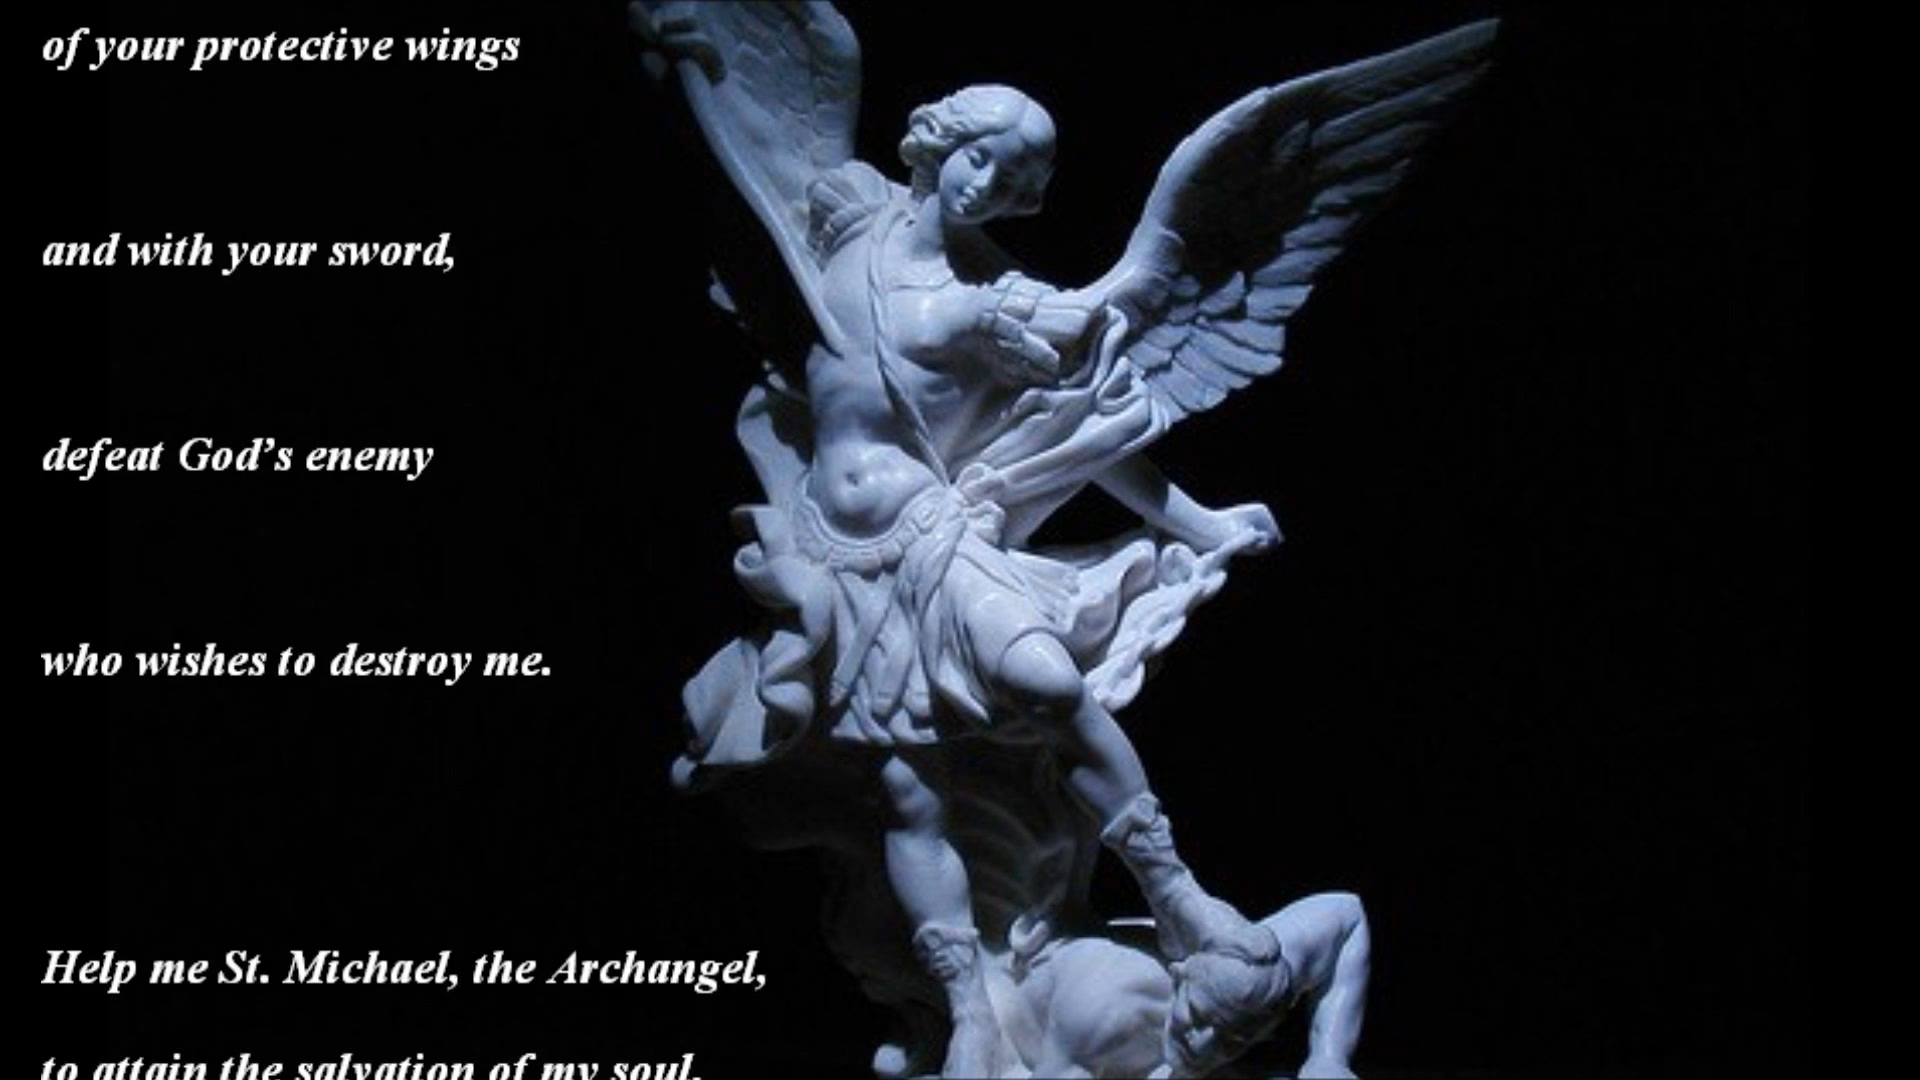 of your protective wings
and with your sword,
defeat God’s enemy
who wishes to destroy me.
Help me St. Michael, the Archangel,
to attain the salvation of my soul.